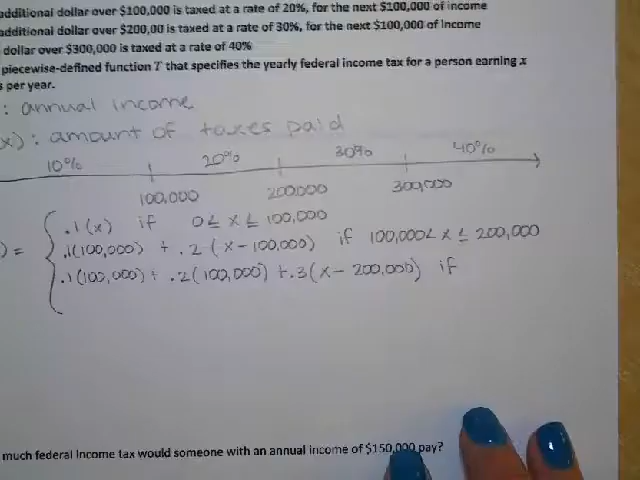 additional dollar over $100,000 is taxed at a rate of 20%, for the next $100,000 of income
additional dollar over $200,00 is taxed at a rate of 30%, for the next $100,000 of income
dollar over $300,000 is taxed at a rate of 40%
piecewise-defined function T that specifies the yearly federal income tax for a person earning x
s per year.
: annual income
x): amount of taxes paid
10% 20% 30% 40%
100,000 200,000 300,000
.1(x) if 0 ≤ x ≤ 100,000
) = .1(100,000) + .2(x - 100,000) if 100,000 < x ≤ 200,000
.1(100,000) + .2(100,000) + .3(x - 200,000) if
much federal income tax would someone with an annual income of $150,000 pay?